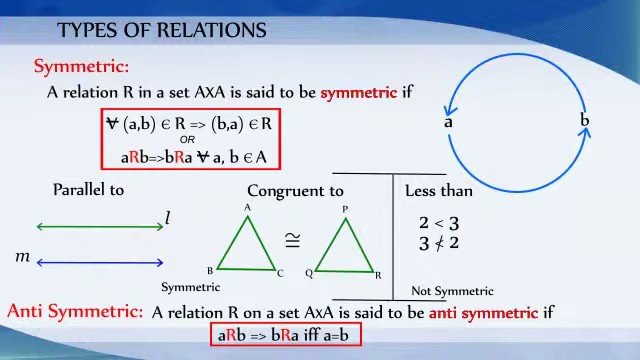 TYPES OF RELATIONS
Symmetric:
A relation R in a set AXA is said to be symmetric if
∀ (a,b) ∈ R => (b,a) ∈ R
OR
aRb=>bRa ∀ a, b ∈ A
a b
Parallel to Congruent to Less than
l
m
A
B C
≅
P
Q R
2 < 3
3 ≮ 2
Symmetric
Not Symmetric
Anti Symmetric: A relation R on a set AxA is said to be anti symmetric if
aRb => bRa iff a=b